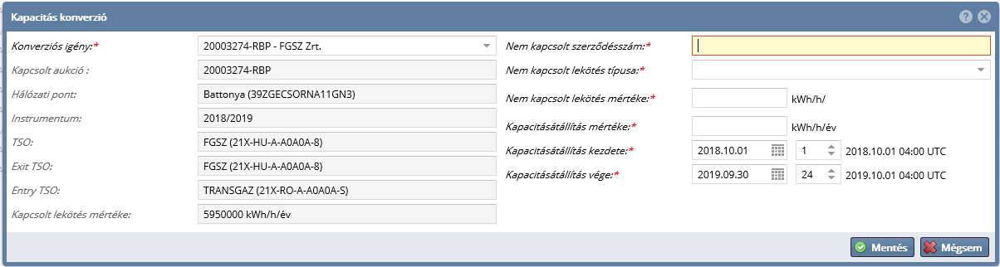 Kapacitás konverzió
Konverziós igény:* 20003274-RBP - FGSZ Zrt.
Kapcsolt aukció : 20003274-RBP
Hálózati pont: Battonya (39ZGECSORNA11GN3)
Instrumentum: 2018/2019
TSO: FGSZ (21X-HU-A-A0A0A-8)
Exit TSO: FGSZ (21X-HU-A-A0A0A-8)
Entry TSO: TRANSGAZ (21X-RO-A-A0A0A-S)
Kapcsolt lekötés mértéke: 5950000 kWh/h/év
Nem kapcsolt szerződésszám:*
Nem kapcsolt lekötés típusa:*
Nem kapcsolt lekötés mértéke:* kWh/h/
Kapacitásátállítás mértéke:* kWh/h/év
Kapacitásátállítás kezdete:* 2018.10.01 1 2018.10.01 04:00 UTC
Kapacitásátállítás vége:* 2019.09.30 24 2019.10.01 04:00 UTC
Mentés Mégsem